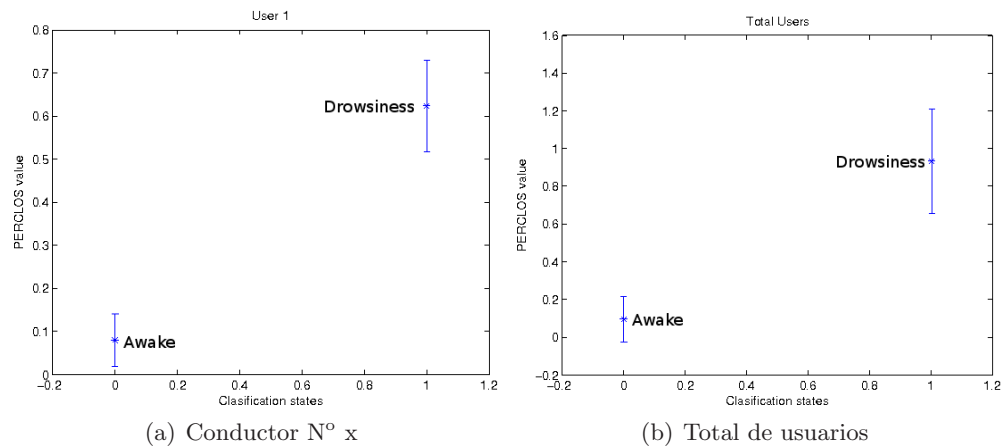 User 1
0.8
0.7
0.6
0.5
0.4
0.3
0.2
0.1
0
PERCLOS value
Drowsiness
Awake
−0.2 0 0.2 0.4 0.6 0.8 1 1.2
Clasification states
(a) Conductor Nº x
Total Users
1.6
1.4
1.2
1
0.8
0.6
0.4
0.2
0
−0.2
PERCLOS value
Drowsiness
Awake
−0.2 0 0.2 0.4 0.6 0.8 1 1.2
Clasification states
(b) Total de usuarios